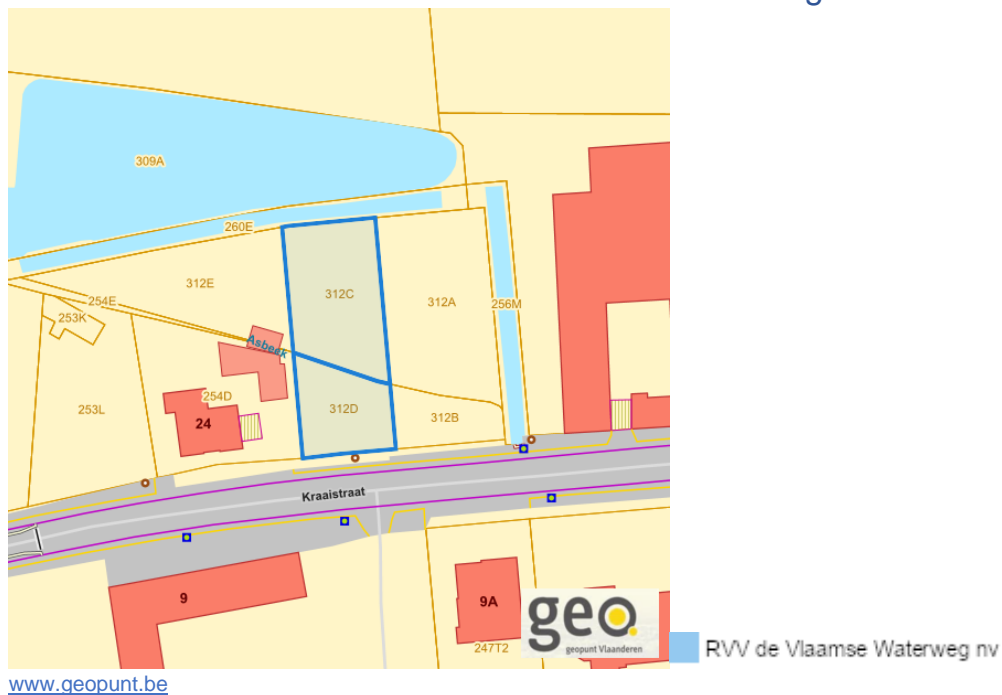 309A
260E
312E
312C
312A
256M
254E
253K
Asbeek
253L
254D
24
312D
312B
Kraaistraat
9
9A
247T2
geo.
geopunt Vlaanderen
RVV de Vlaamse Waterweg nv
www.geopunt.be